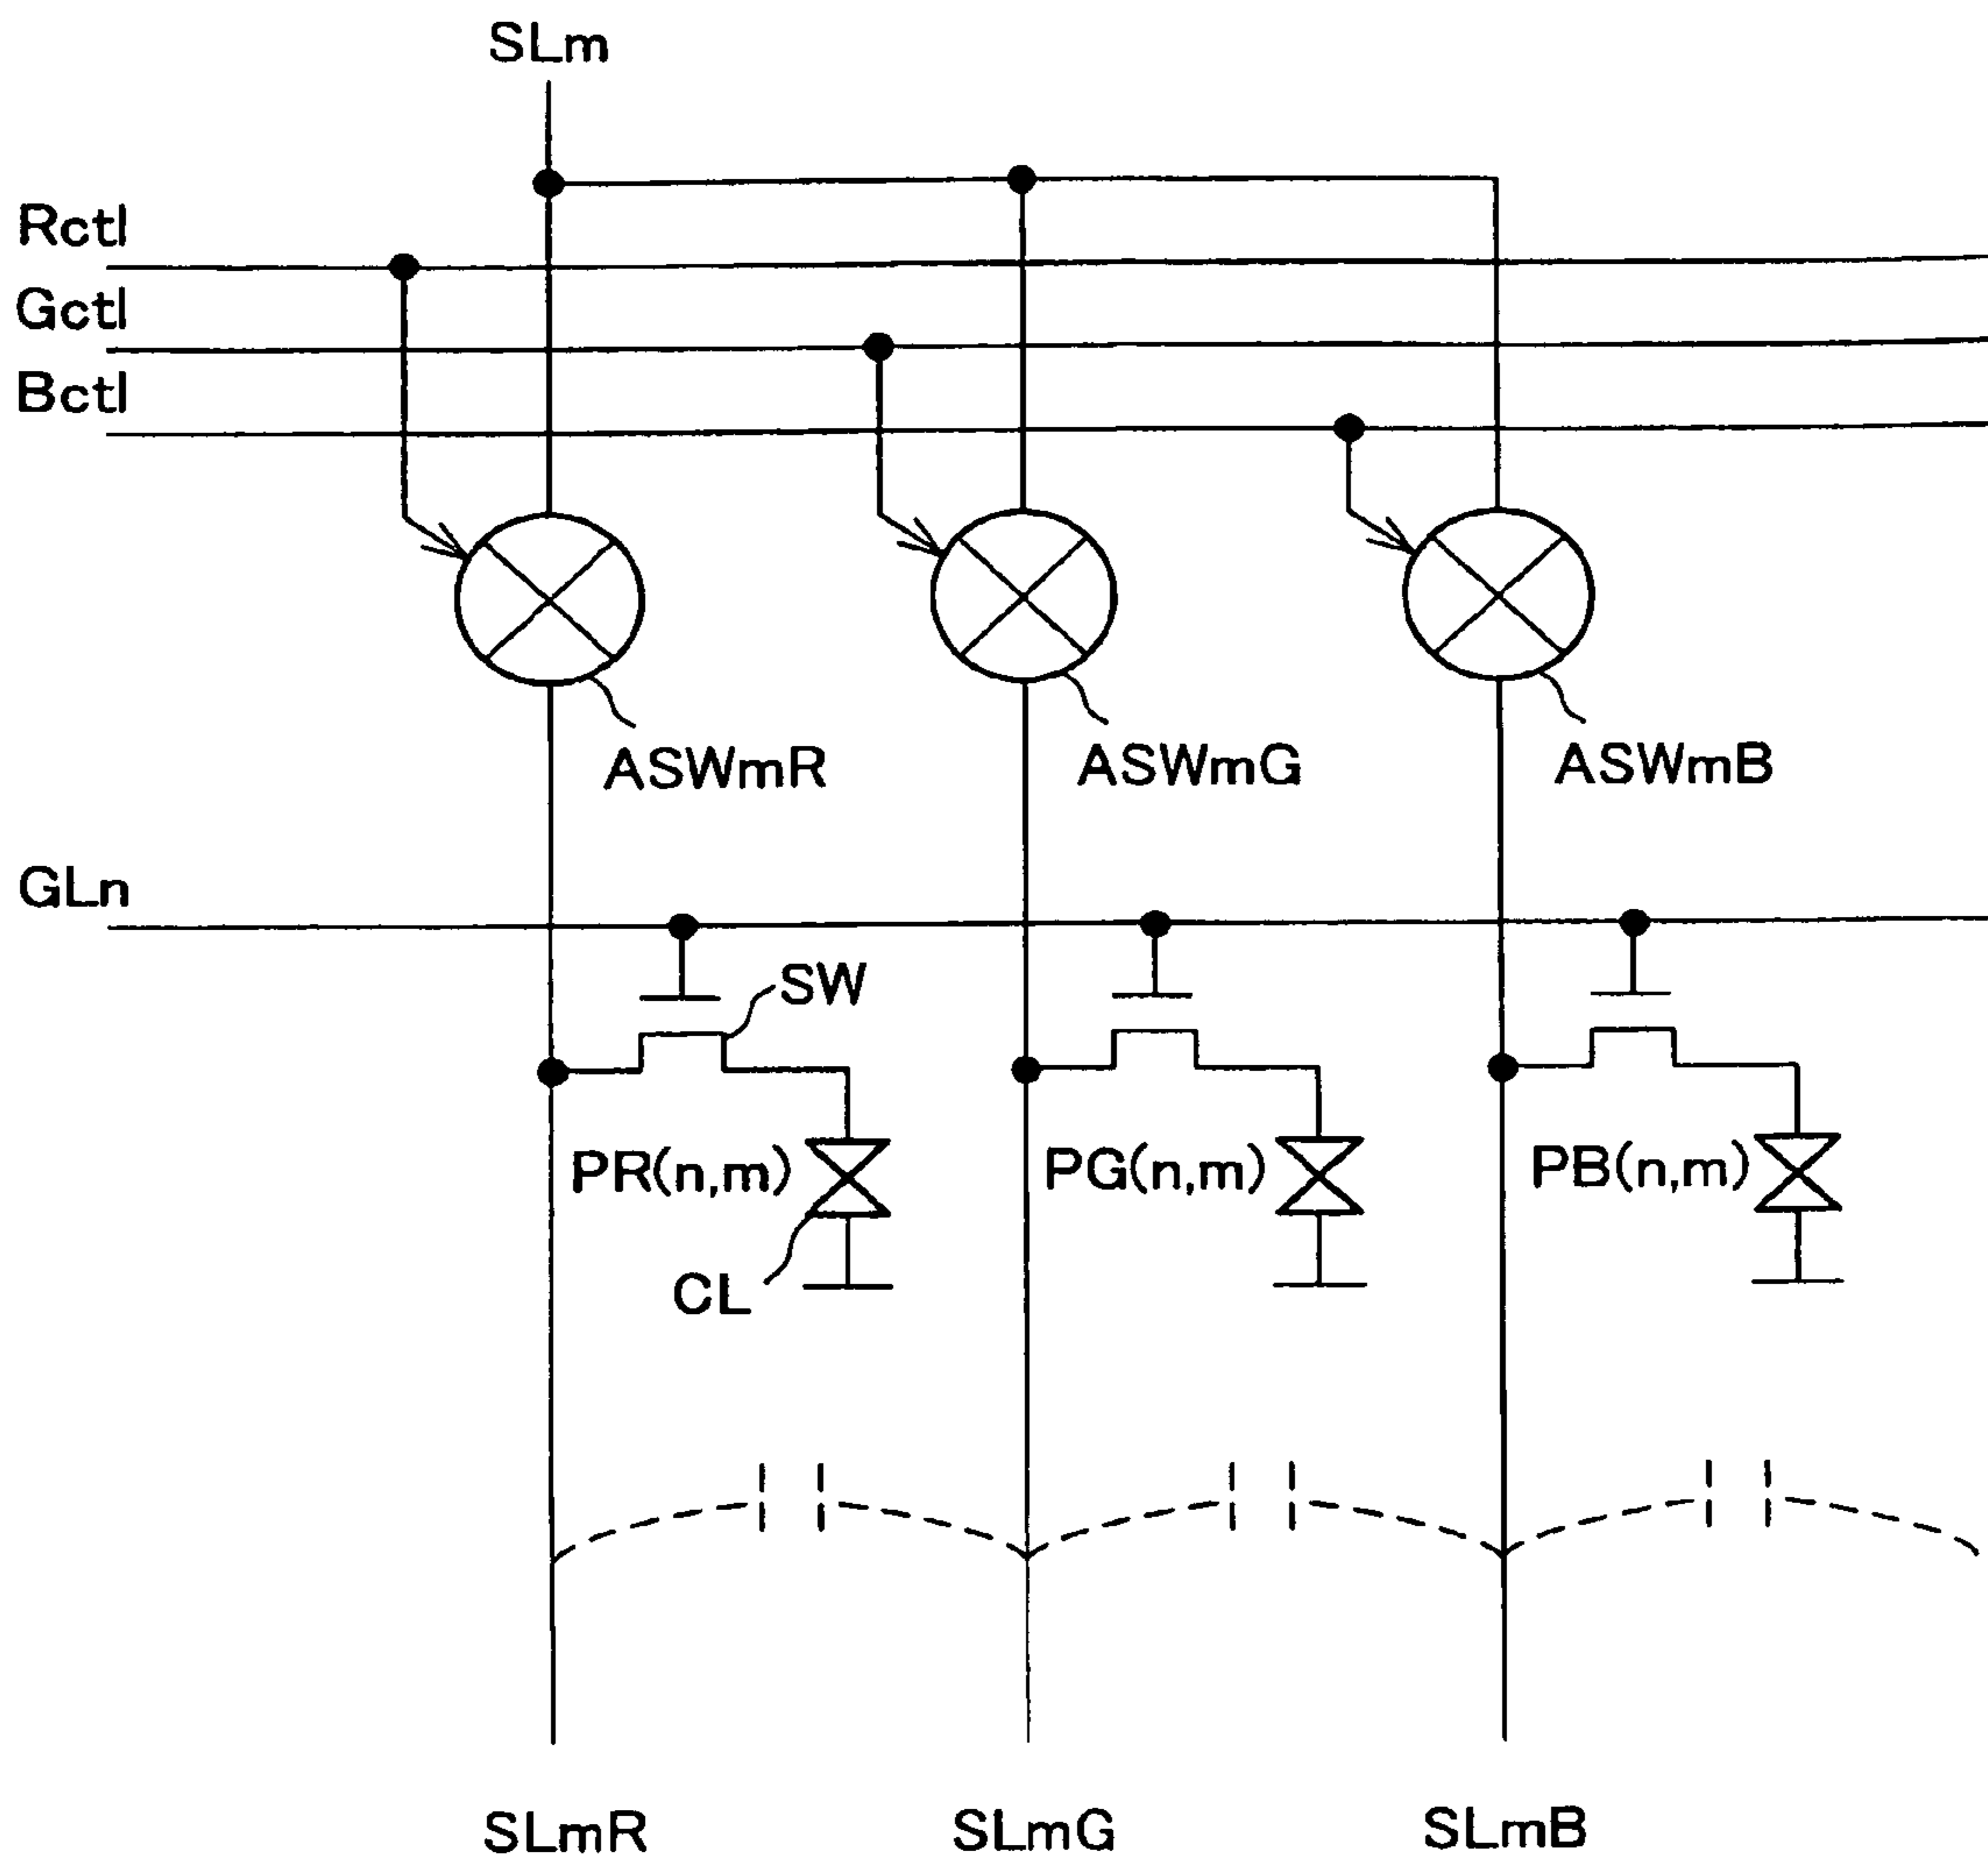 SLm
Rctl
Gctl
Bctl
ASWmR
ASWmG
ASWmB
GLn
SW
PR(n,m)
PG(n,m)
PB(n,m)
CL
SLmR
SLmG
SLmB